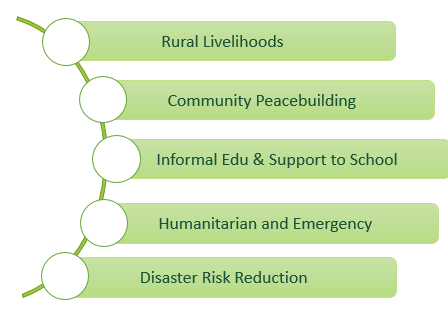 Rural Livelihoods
Community Peacebuilding
Informal Edu & Support to School
Humanitarian and Emergency
Disaster Risk Reduction